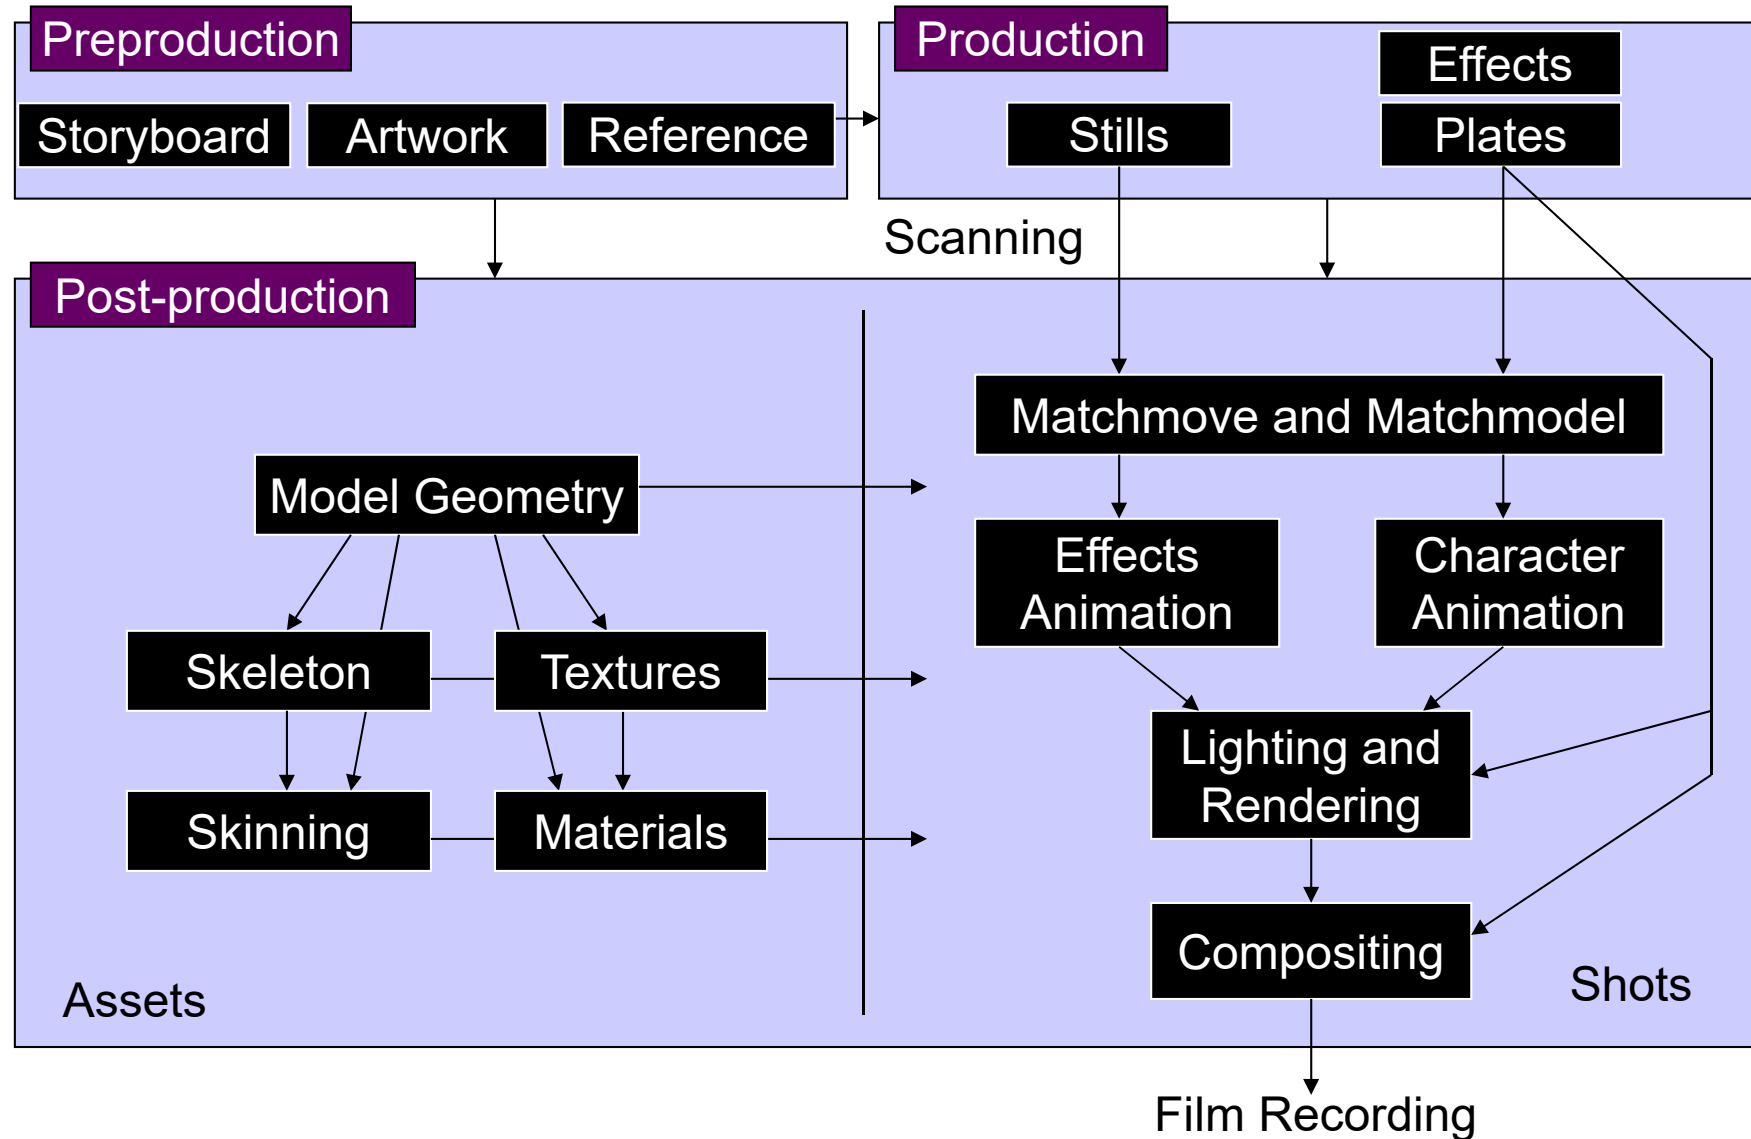 Preproduction
Storyboard
Artwork
Reference
Production
Effects
Stills
Plates
Scanning
Post-production
Matchmove and Matchmodel
Model Geometry
Effects
Animation
Character
Animation
Skeleton
Textures
Lighting and
Rendering
Skinning
Materials
Compositing
Assets
Shots
Film Recording